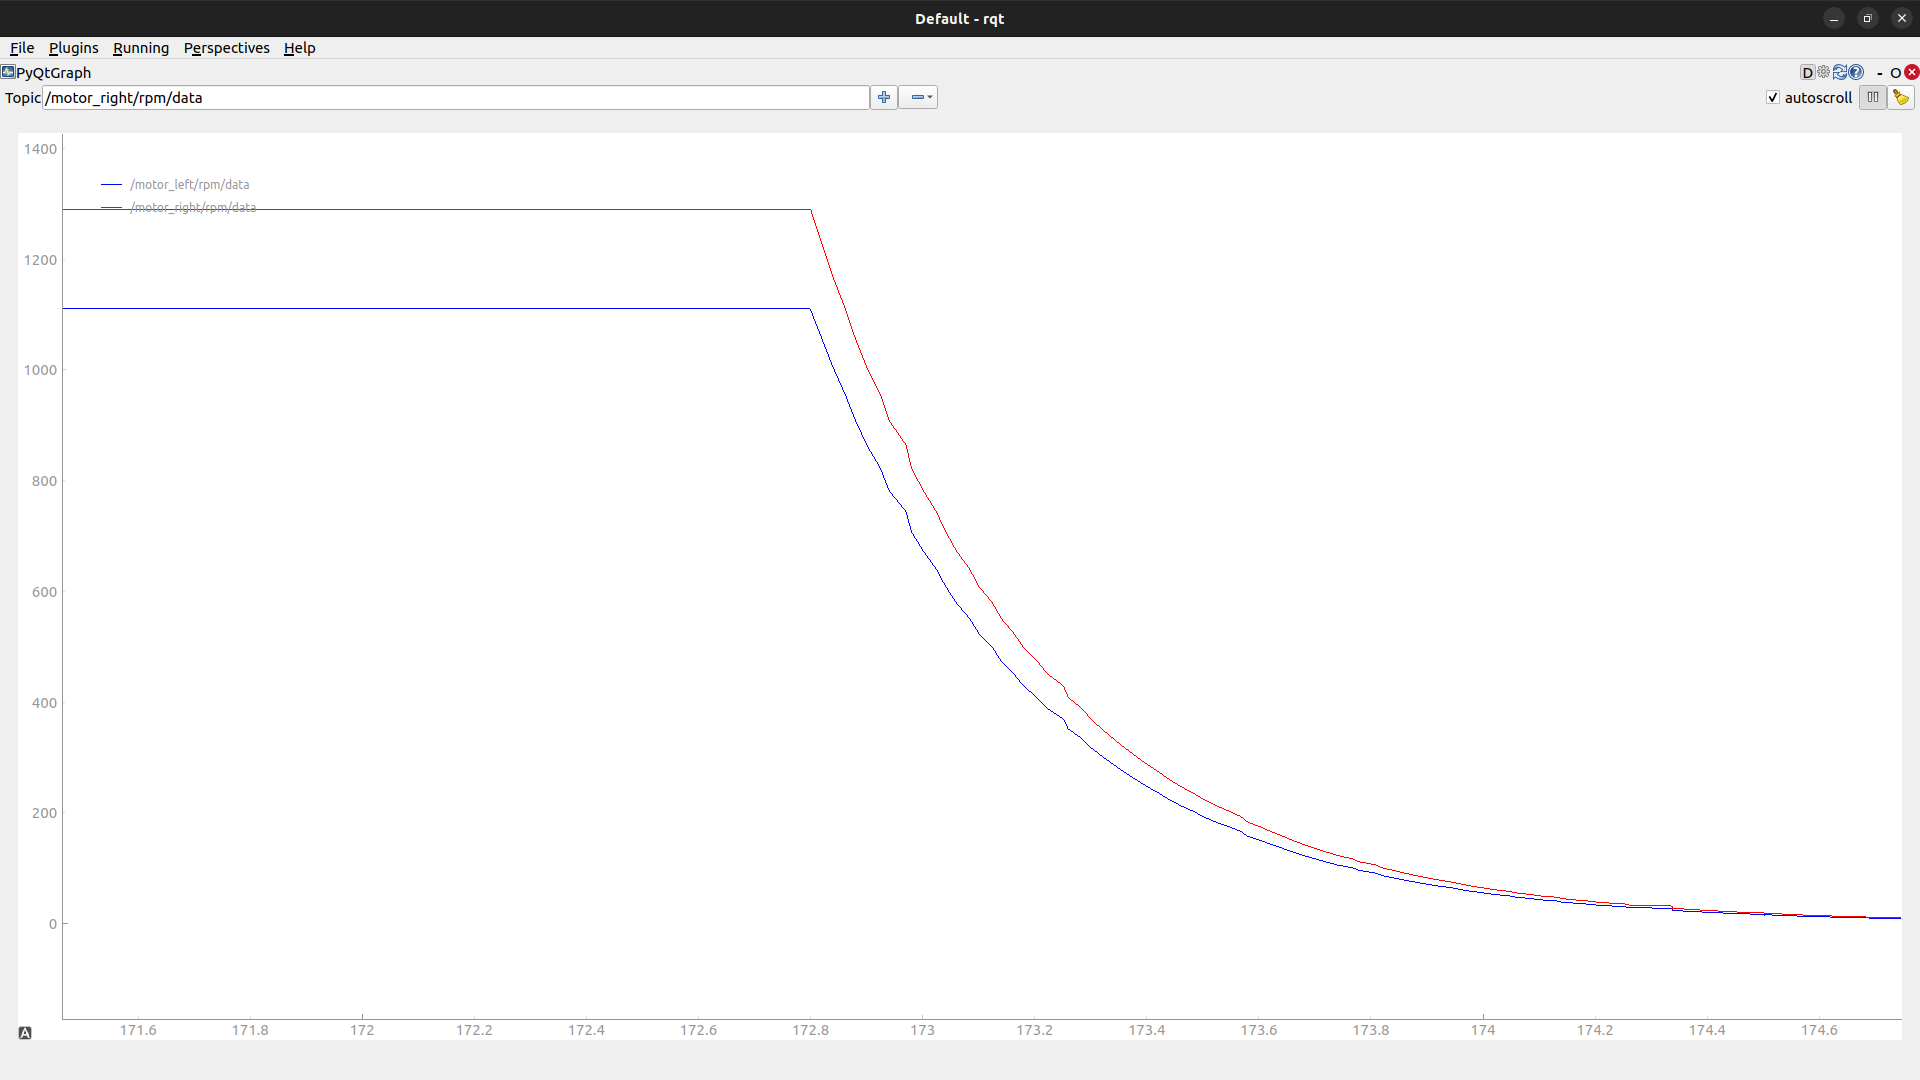 Default - rqt
File Plugins Running Perspectives Help
PyQtGraph D - O
Topic /motor_right/rpm/data autoscroll
1400
/motor_left/rpm/data
/motor_right/rpm/data
1200
1000
800
600
400
200
0
171.6 171.8 172 172.2 172.4 172.6 172.8 173 173.2 173.4 173.6 173.8 174 174.2 174.4 174.6
A